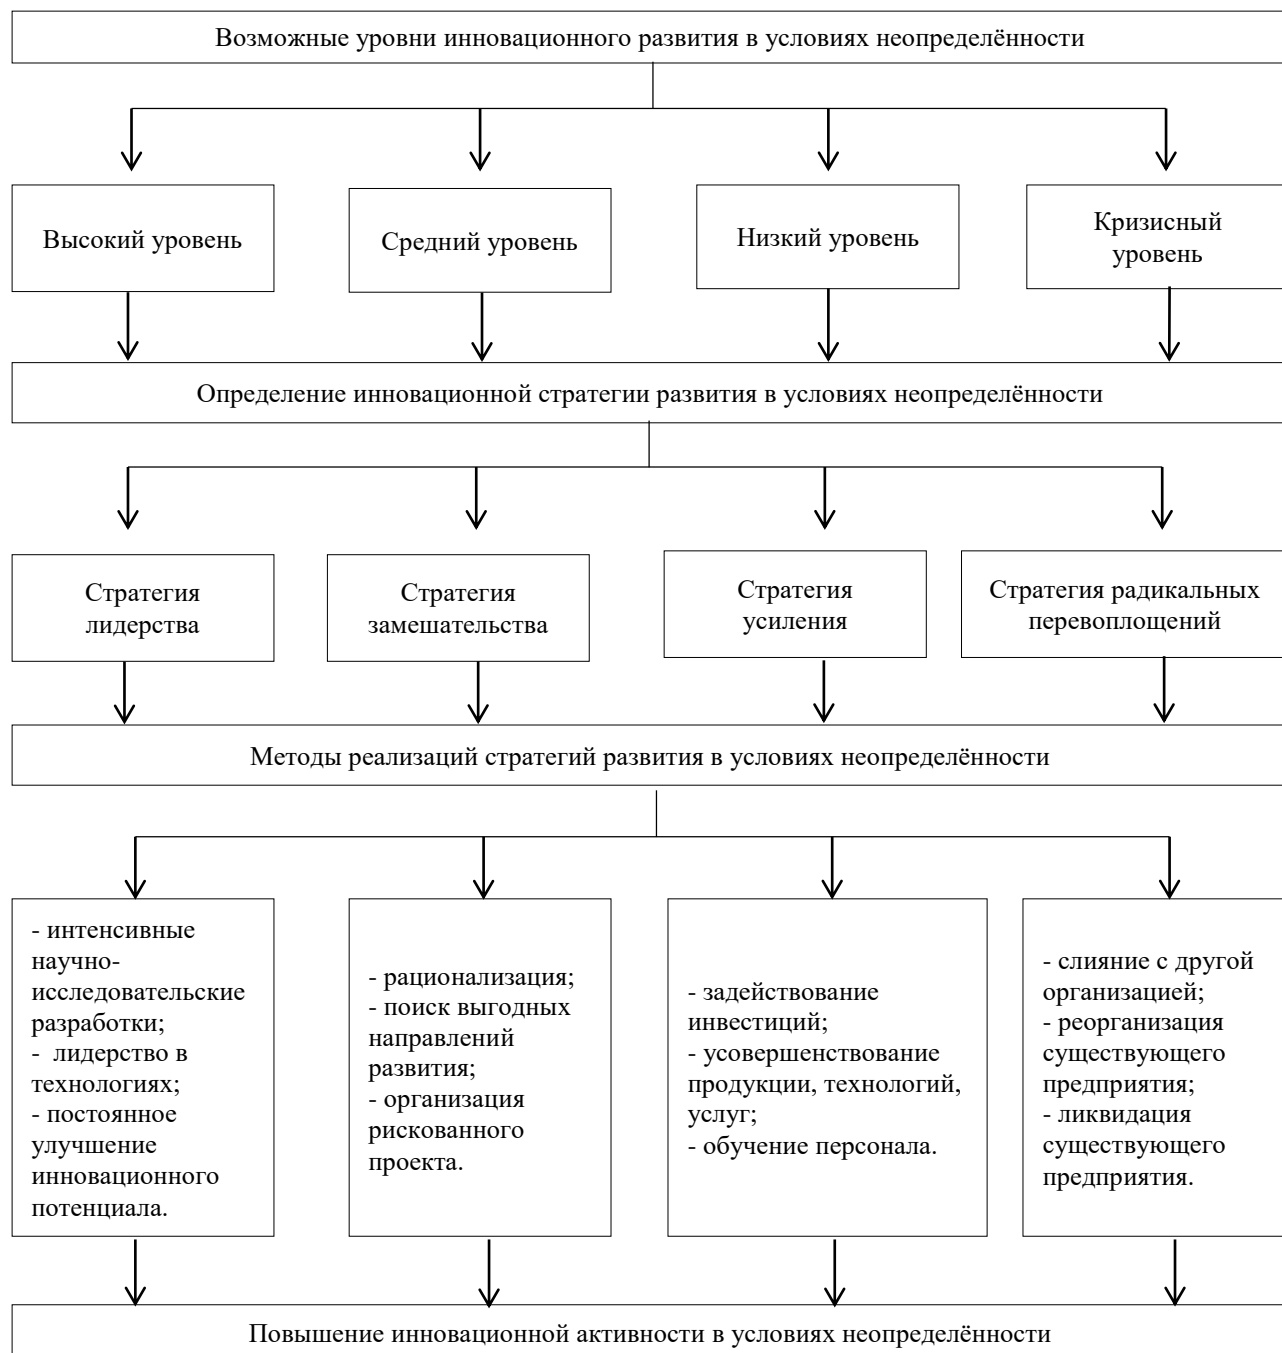 Возможные уровни инновационного развития в условиях неопределённости
Высокий уровень
Средний уровень
Низкий уровень
Кризисный
уровень
Определение инновационной стратегии развития в условиях неопределённости
Стратегия
лидерства
Стратегия
замешательства
Стратегия
усиления
Стратегия радикальных
перевоплощений
Методы реализаций стратегий развития в условиях неопределённости
- интенсивные
научно-
исследовательские
разработки;
- лидерство в
технологиях;
- постоянное
улучшение
инновационного
потенциала.
- рационализация;
- поиск выгодных
направлений
развития;
- организация
рискованного
проекта.
- задействование
инвестиций;
- усовершенствование
продукции, технологий,
услуг;
- обучение персонала.
- слияние с другой
организацией;
- реорганизация
существующего
предприятия;
- ликвидация
существующего
предприятия.
Повышение инновационной активности в условиях неопределённости